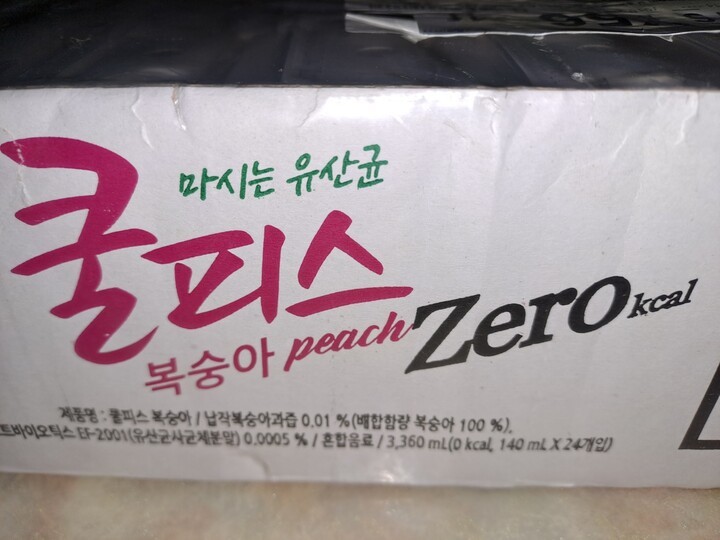 마시는 유산균
쿨피스
복숭아 peach Zero kcal
제품명 : 쿨피스 복숭아 / 납작복숭아과즙 0.01 %(배합함량 복숭아 100 %),
트바이오틱스 EF-2001(유산균사균체분말) 0.0005 % / 혼합음료 / 3,360 mL(0 kcal, 140 mL X 24개입)